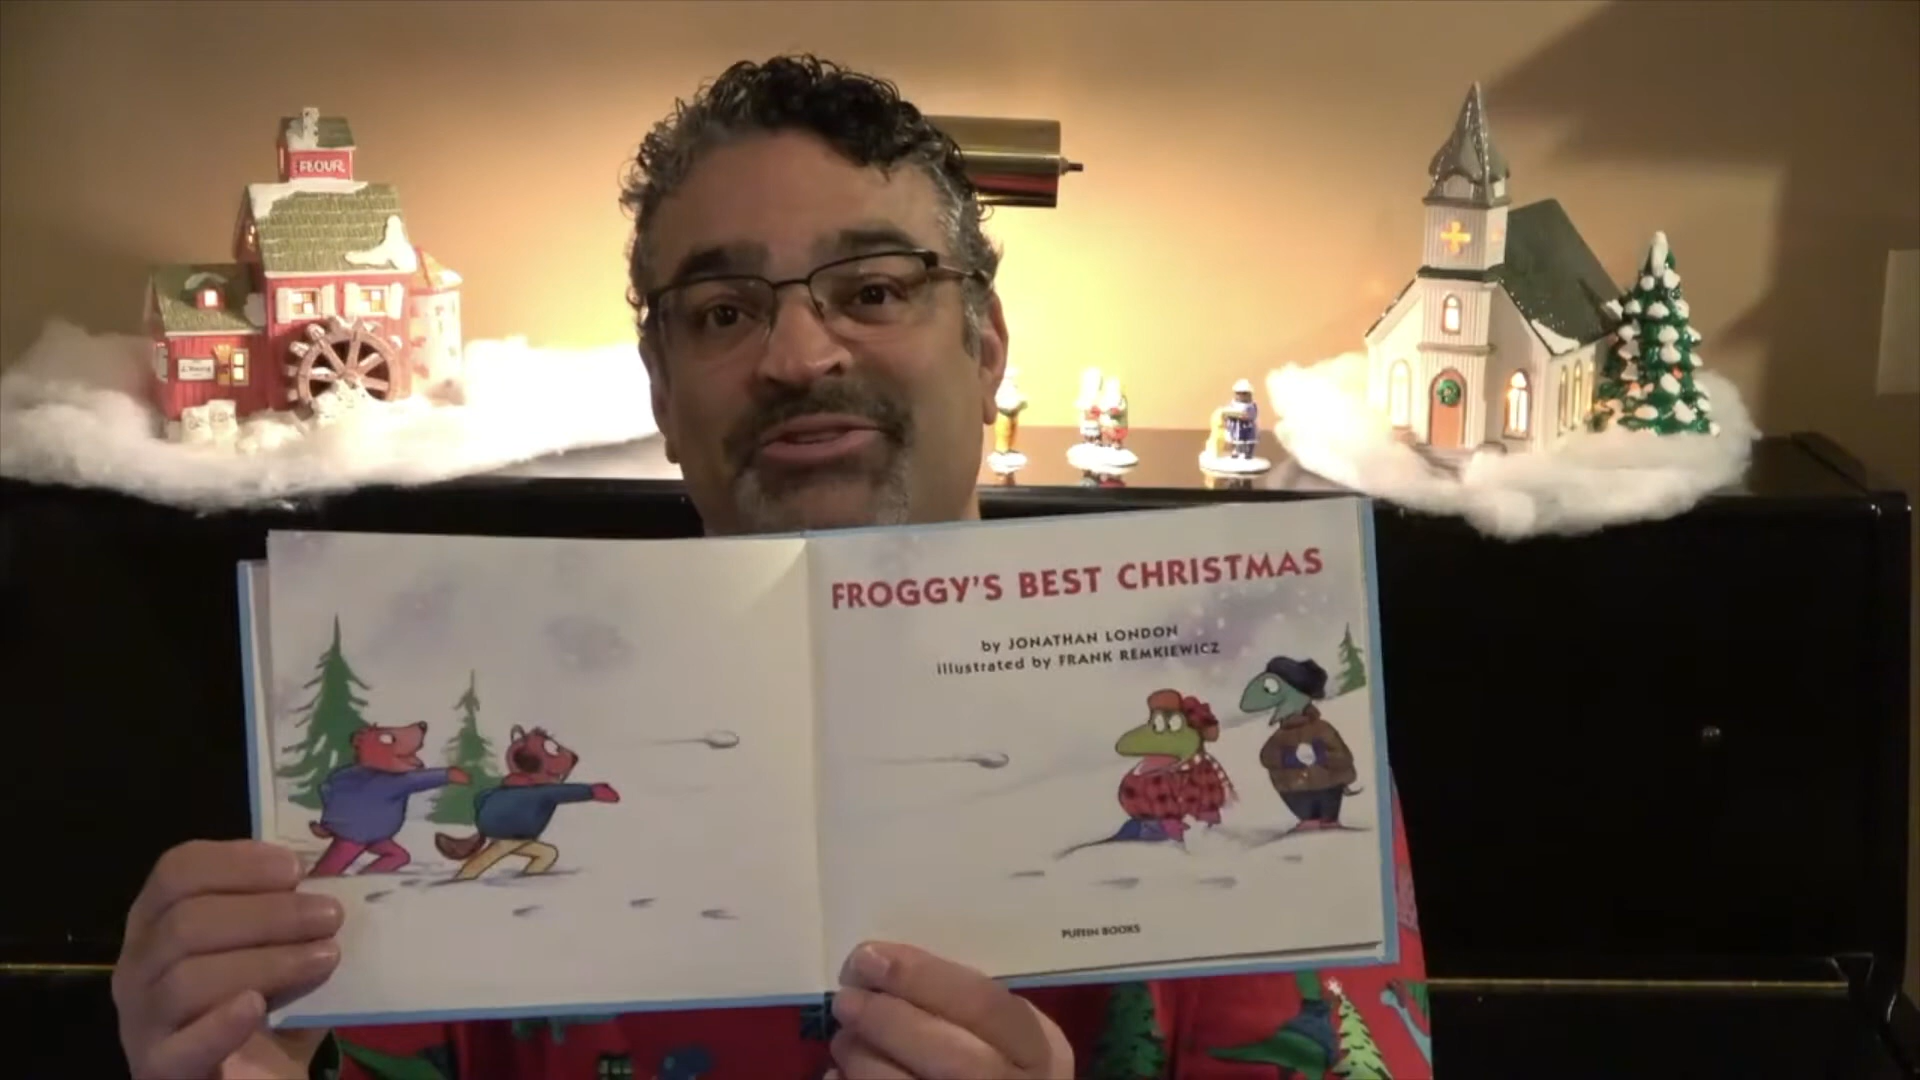 FLOUR
FROGGY'S BEST CHRISTMAS
by JONATHAN LONDON
illustrated by FRANK REMKIEWICZ
PUFFIN BOOKS